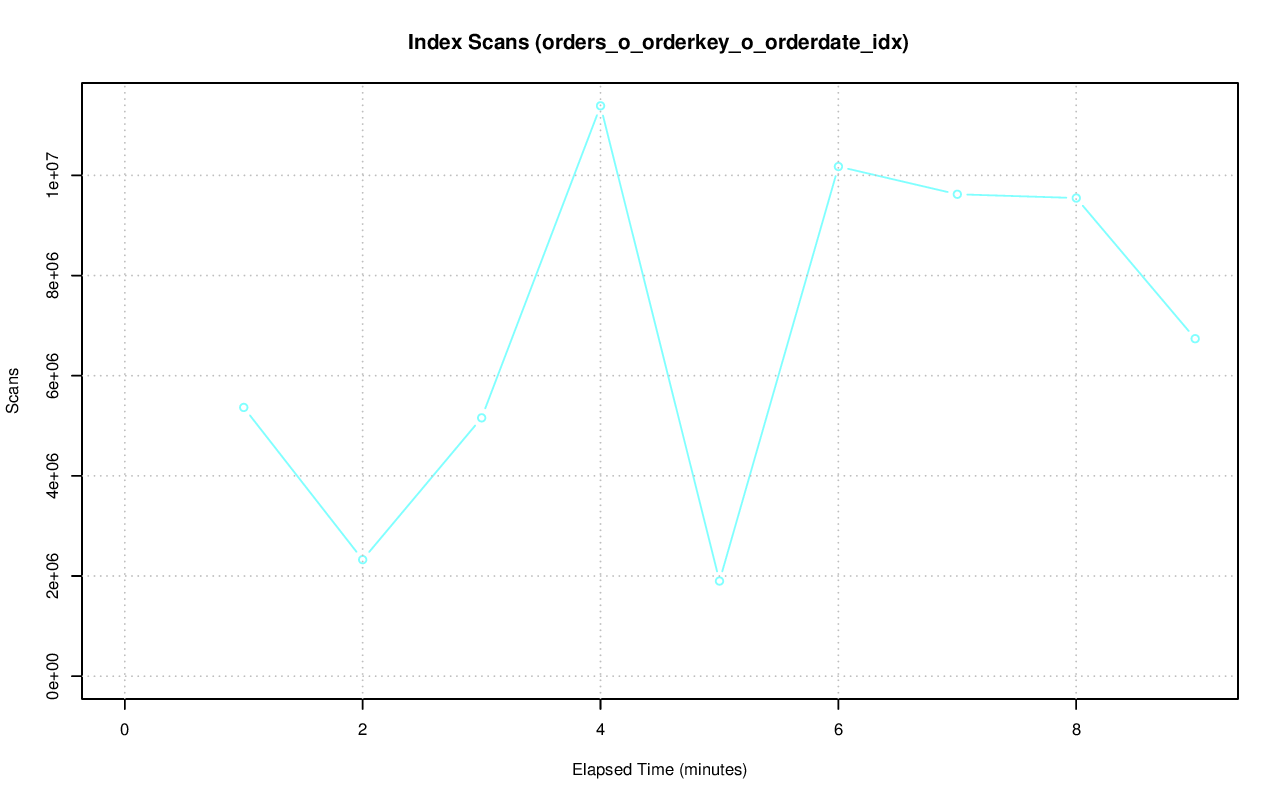 Index Scans (orders_o_orderkey_o_orderdate_idx)
1e+07
8e+06
6e+06
4e+06
2e+06
0e+00
Scans
0 2 4 6 8
Elapsed Time (minutes)